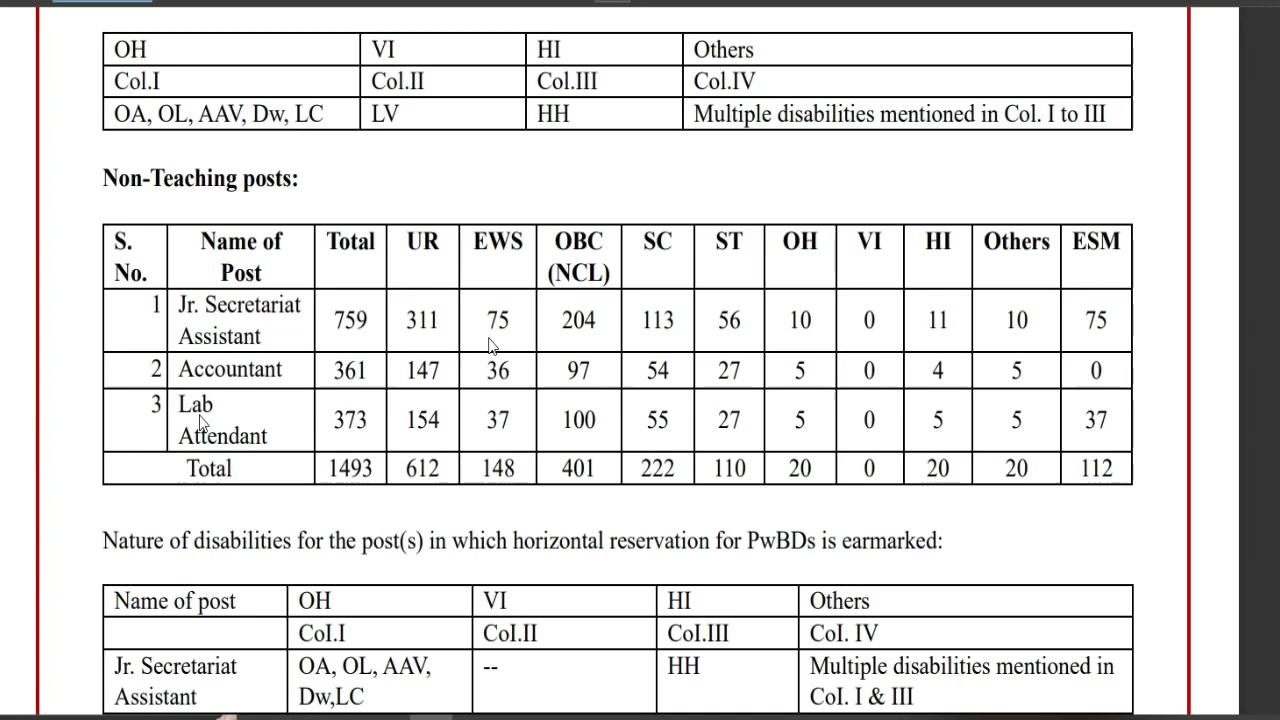 OH VI HI Others
Col.I Col.II Col.III Col.IV
OA, OL, AAV, Dw, LC LV HH Multiple disabilities mentioned in Col. I to III
Non-Teaching posts:
S. No. Name of Post Total UR EWS OBC (NCL) SC ST OH VI HI Others ESM
1 Jr. Secretariat Assistant 759 311 75 204 113 56 10 0 11 10 75
2 Accountant 361 147 36 97 54 27 5 0 4 5 0
3 Lab Attendant 373 154 37 100 55 27 5 0 5 5 37
Total 1493 612 148 401 222 110 20 0 20 20 112
Nature of disabilities for the post(s) in which horizontal reservation for PwBDs is earmarked:
Name of post OH VI HI Others
CoI.I CoI.II CoI.III CoI. IV
Jr. Secretariat Assistant OA, OL, AAV, Dw,LC -- HH Multiple disabilities mentioned in CoI. I & III